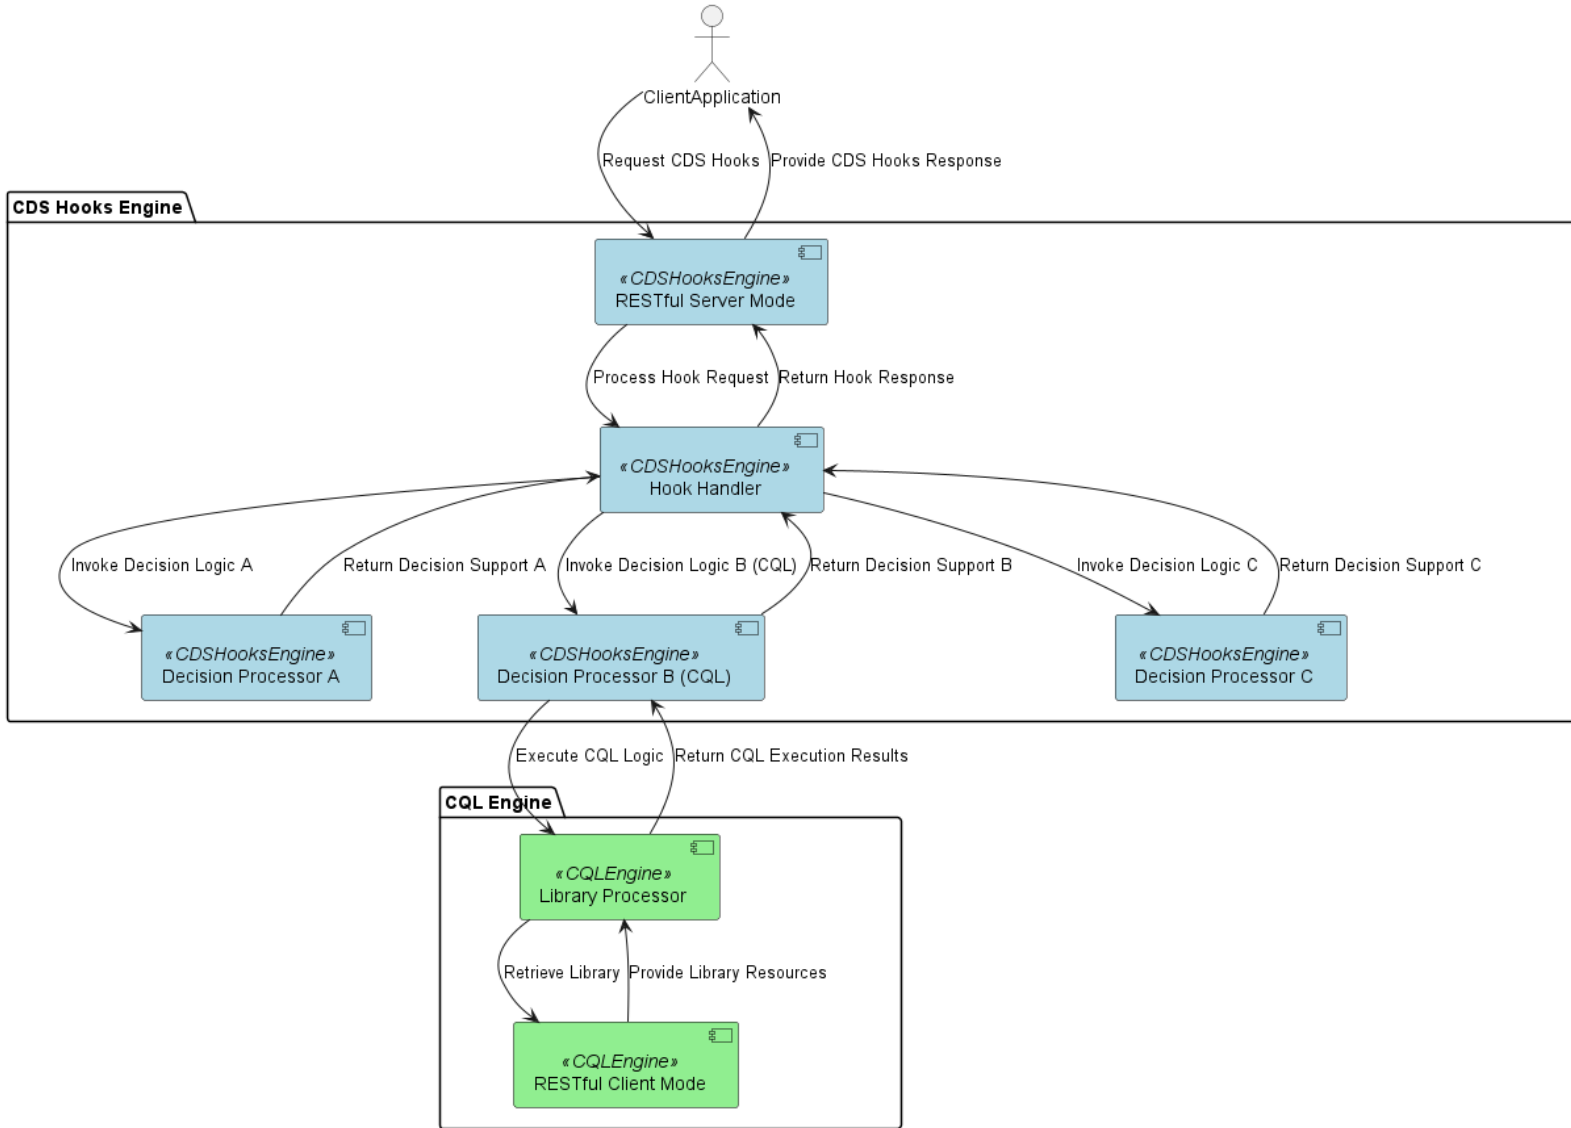 ClientApplication
Request CDS Hooks
Provide CDS Hooks Response
CDS Hooks Engine
«CDSHooksEngine»
RESTful Server Mode
Process Hook Request
Return Hook Response
«CDSHooksEngine»
Hook Handler
Invoke Decision Logic A
Return Decision Support A
Invoke Decision Logic B (CQL)
Return Decision Support B
Invoke Decision Logic C
Return Decision Support C
«CDSHooksEngine»
Decision Processor A
«CDSHooksEngine»
Decision Processor B (CQL)
«CDSHooksEngine»
Decision Processor C
Execute CQL Logic
Return CQL Execution Results
CQL Engine
«CQLEngine»
Library Processor
Retrieve Library
Provide Library Resources
«CQLEngine»
RESTful Client Mode